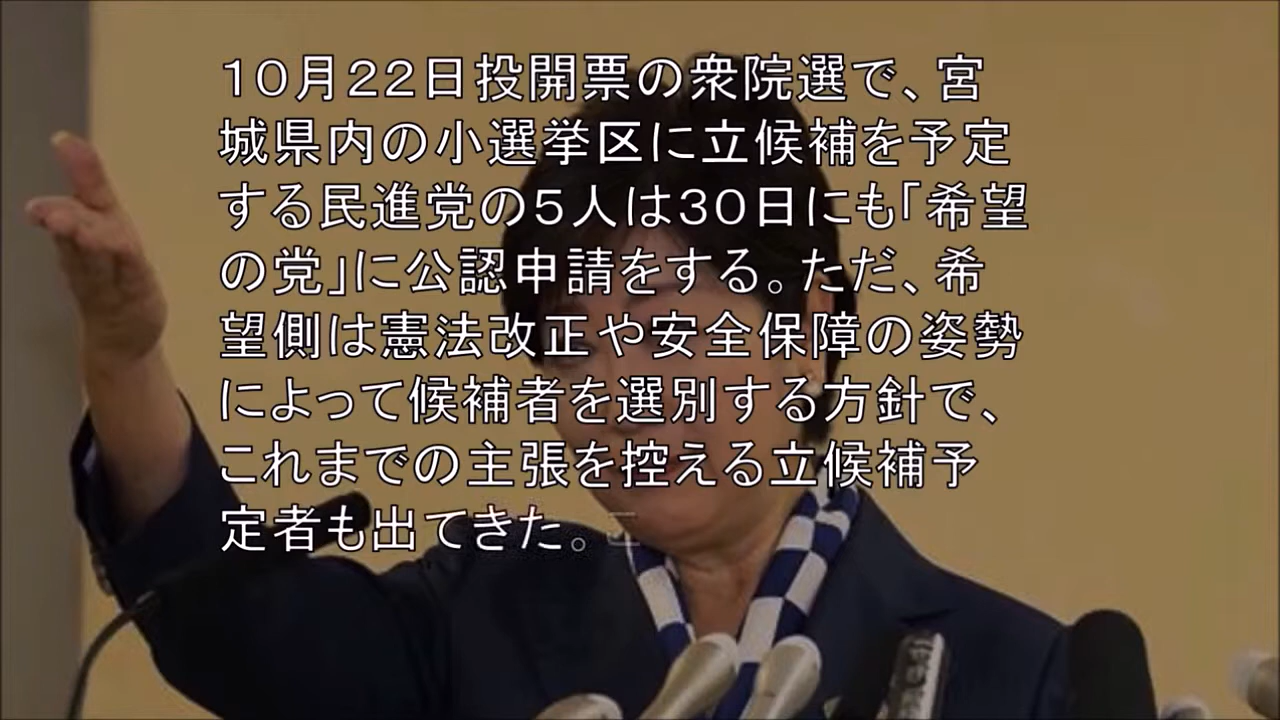 １０月２２日投開票の衆院選で、宮
城県内の小選挙区に立候補を予定
する民進党の５人は３０日にも「希望
の党」に公認申請をする。ただ、希
望側は憲法改正や安全保障の姿勢
によって候補者を選別する方針で、
これまでの主張を控える立候補予
定者も出てきた。